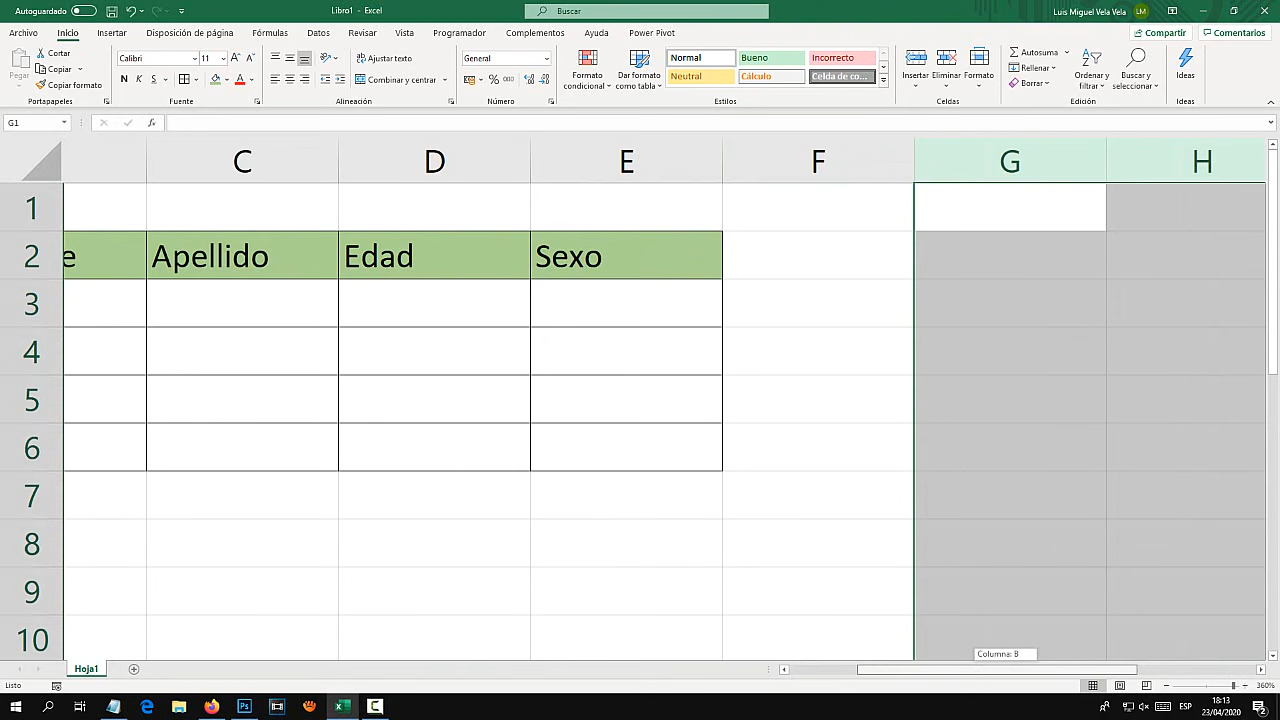 Autoguardado
Libro1 - Excel
Buscar
Luis Miguel Vela Vela
LM
Archivo Inicio Insertar Disposición de página Fórmulas Datos Revisar Vista Programador Complementos Ayuda Power Pivot
Compartir
Comentarios
Pegar
Cortar
Copiar
Copiar formato
Portapapeles
Calibri 11
N K S
Fuente
Ajustar texto
Combinar y centrar
Alineación
General
% 000
Número
Formato condicional
Dar formato como tabla
Normal Bueno Incorrecto
Neutral Cálculo Celda de co...
Estilos
Insertar Eliminar Formato
Celdas
Autosuma
Rellenar
Borrar
Ordenar y filtrar
Buscar y seleccionar
Edición
Ideas
Ideas
G1
fx
C D E F G H
1
2 e Apellido Edad Sexo
3
4
5
6
7
8
9
10
Columna: B
Hoja1
Listo
360%
ESP
18:13
23/04/2020
2